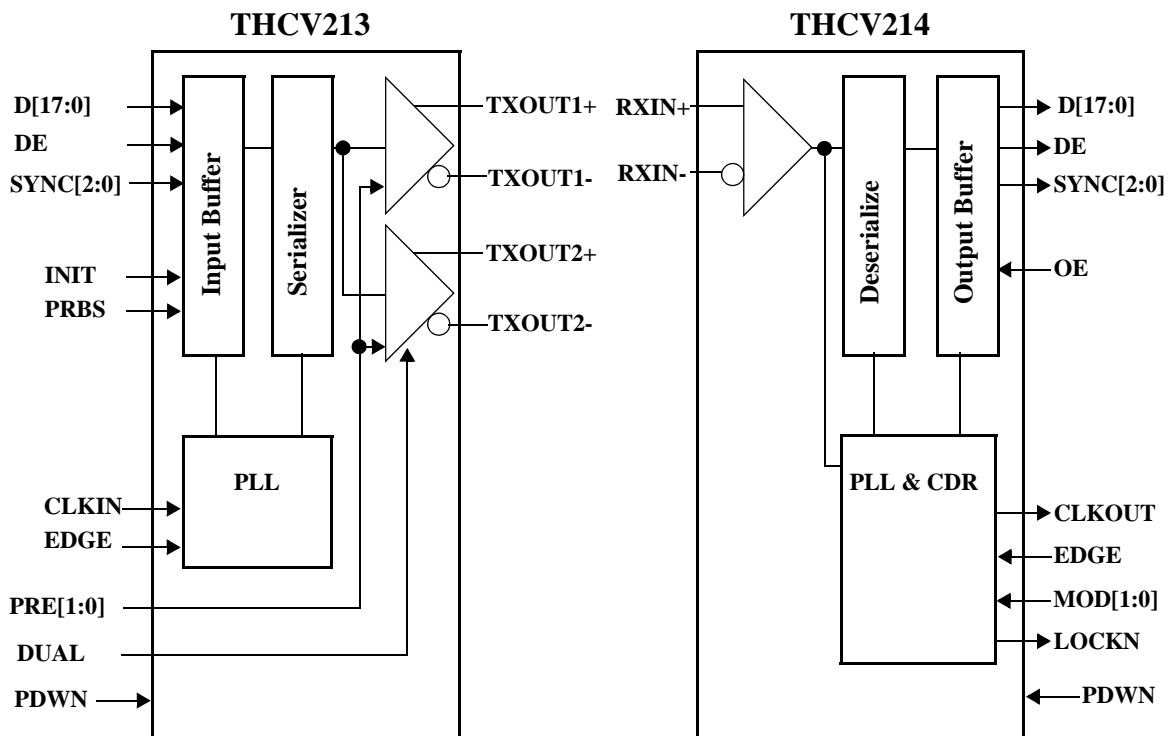 THCV213
D[17:0]
DE
SYNC[2:0]
INIT
PRBS
CLKIN
EDGE
PRE[1:0]
DUAL
PDWN
Input Buffer
Serializer
PLL
TXOUT1+
TXOUT1-
TXOUT2+
TXOUT2-
THCV214
RXIN+
RXIN-
Deserialize
Output Buffer
PLL & CDR
D[17:0]
DE
SYNC[2:0]
OE
CLKOUT
EDGE
MOD[1:0]
LOCKN
PDWN